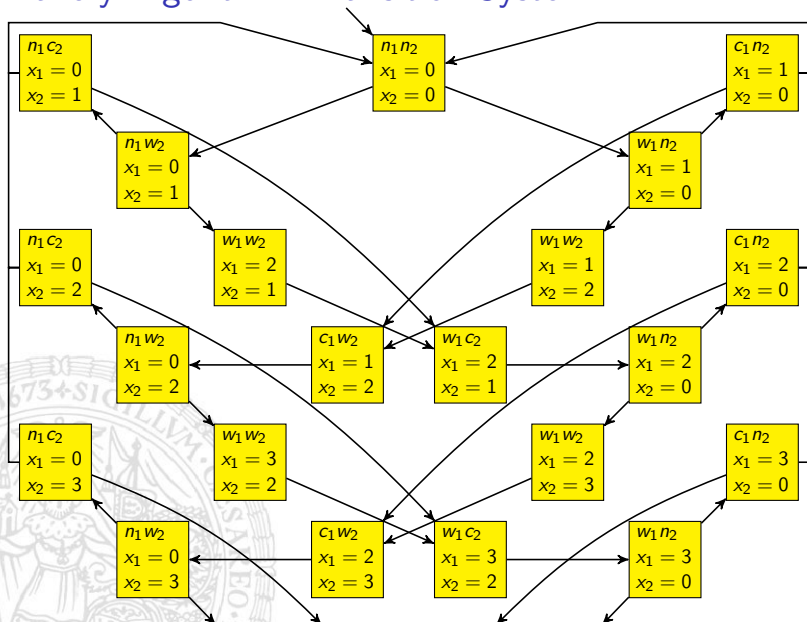 n₁c₂
x₁ = 0
x₂ = 1
n₁n₂
x₁ = 0
x₂ = 0
c₁n₂
x₁ = 1
x₂ = 0
n₁w₂
x₁ = 0
x₂ = 1
w₁n₂
x₁ = 1
x₂ = 0
n₁c₂
x₁ = 0
x₂ = 2
w₁w₂
x₁ = 2
x₂ = 1
w₁w₂
x₁ = 1
x₂ = 2
c₁n₂
x₁ = 2
x₂ = 0
n₁w₂
x₁ = 0
x₂ = 2
c₁w₂
x₁ = 1
x₂ = 2
w₁c₂
x₁ = 2
x₂ = 1
w₁n₂
x₁ = 2
x₂ = 0
n₁c₂
x₁ = 0
x₂ = 3
w₁w₂
x₁ = 3
x₂ = 2
w₁w₂
x₁ = 2
x₂ = 3
c₁n₂
x₁ = 3
x₂ = 0
n₁w₂
x₁ = 0
x₂ = 3
c₁w₂
x₁ = 2
x₂ = 3
w₁c₂
x₁ = 3
x₂ = 2
w₁n₂
x₁ = 3
x₂ = 0